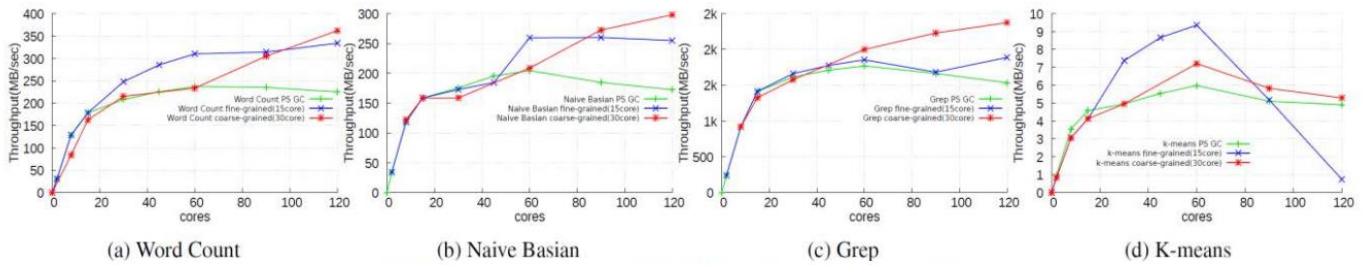 Throughput(MB/sec)
400
350
300
250
200
150
100
50
0
Word Count PS GC
Word Count fine-grained(15core)
Word Count coarse-grained(30core)
0 20 40 60 80 100 120
cores
(a) Word Count
Throughput(MB/sec)
300
250
200
150
100
50
0
Naive Basian PS GC
Naive Basian fine-grained(15core)
Naive Basian coarse-grained(30core)
0 20 40 60 80 100 120
cores
(b) Naive Basian
Throughput(MB/sec)
2k
2k
2k
1k
500
0
Grep PS GC
Grep fine-grained(15core)
Grep coarse-grained(30core)
0 20 40 60 80 100 120
cores
(c) Grep
Throughput(MB/sec)
10
9
8
7
6
5
4
3
2
1
0
k-means PS GC
k-means fine-grained(15core)
k-means coarse-grained(30core)
0 20 40 60 80 100 120
cores
(d) K-means